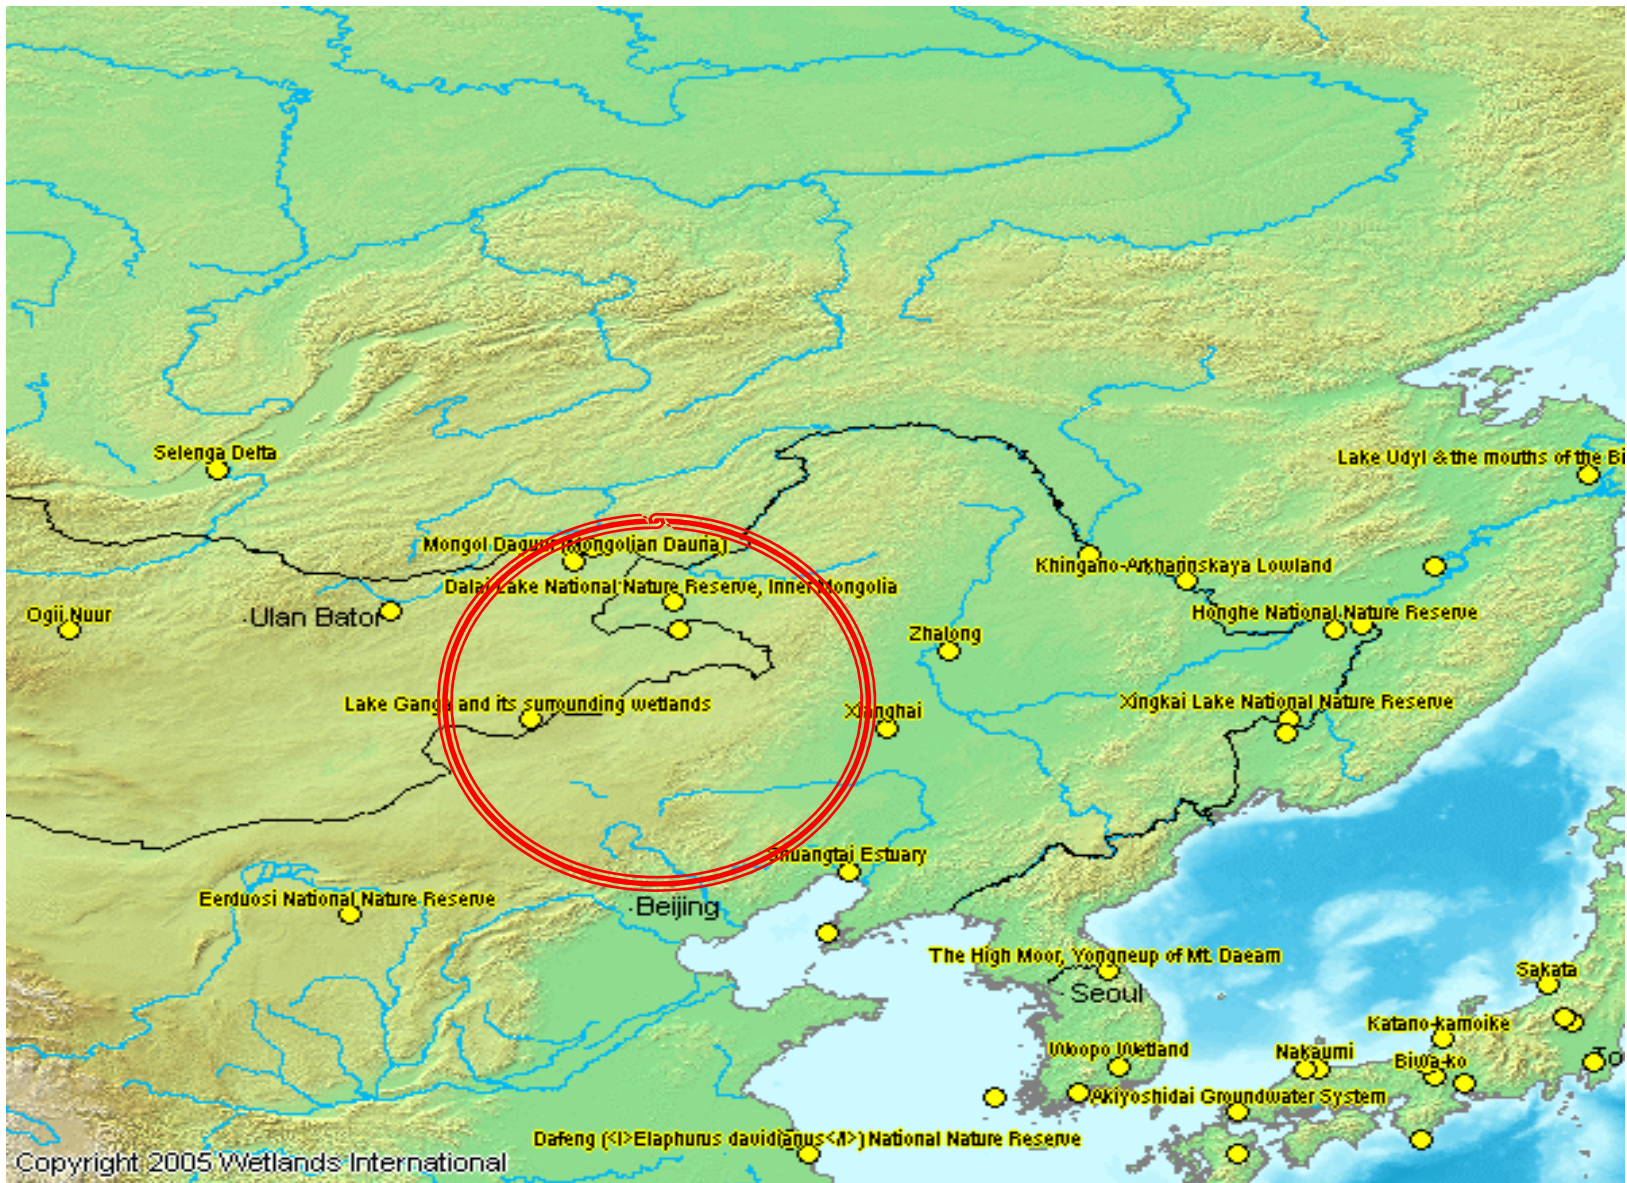 Selenga Delta
Lake Udyl & the mouths of the Bi
Mongol Daguur (Mongolian Dauria)
Khingano-Arkharinskaya Lowland
Dalai Lake National Nature Reserve, Inner Mongolia
Ogii Nuur
Ulan Bator
Honghe National Nature Reserve
Zhalong
Lake Ganga and its surrounding wetlands
Xianghai
Xingkai Lake National Nature Reserve
Shuangtai Estuary
Eerduosi National Nature Reserve
Beijing
The High Moor, Yongneup of Mt. Daeam
Sakata
Seoul
Katano-kamoike
Woopo Wetland
Nakaumi
Biwa-ko
To
Akiyoshidai Groundwater System
Dafeng (<I>Elaphurus davidianus</I>) National Nature Reserve
Copyright 2005 Wetlands International